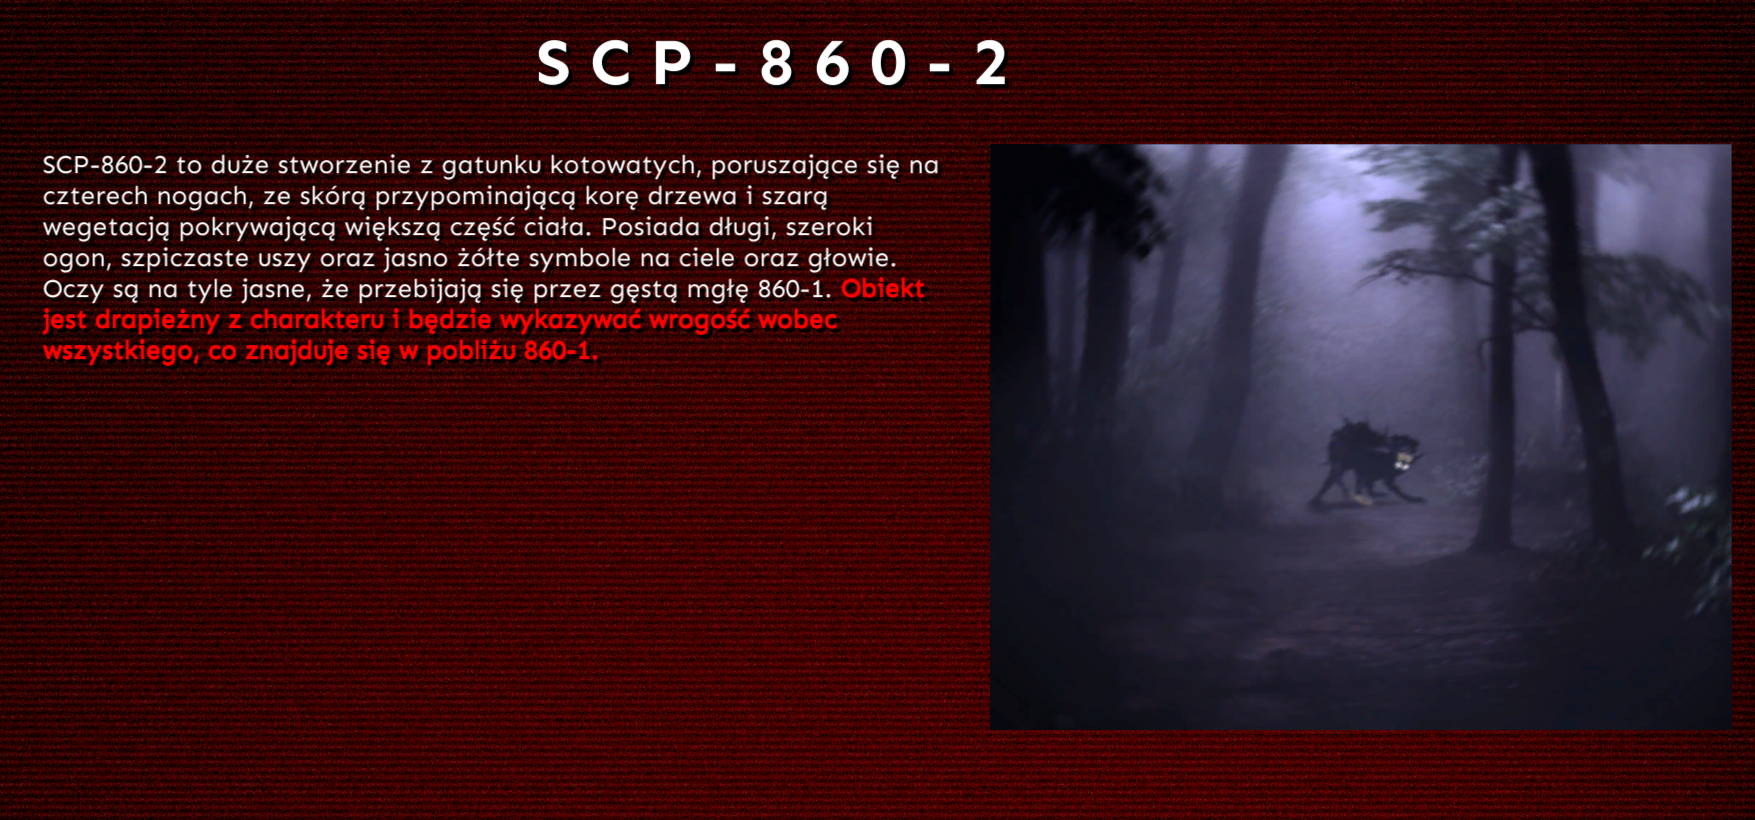 SCP-860-2
SCP-860-2 to duże stworzenie z gatunku kotowatych, poruszające się na
czterech nogach, ze skórą przypominającą korę drzewa i szarą
wegetacją pokrywającą większą część ciała. Posiada długi, szeroki
ogon, szpiczaste uszy oraz jasno żółte symbole na ciele oraz głowie.
Oczy są na tyle jasne, że przebijają się przez gęstą mgłę 860-1. Obiekt
jest drapieżny z charakteru i będzie wykazywać wrogość wobec
wszystkiego, co znajduje się w pobliżu 860-1.